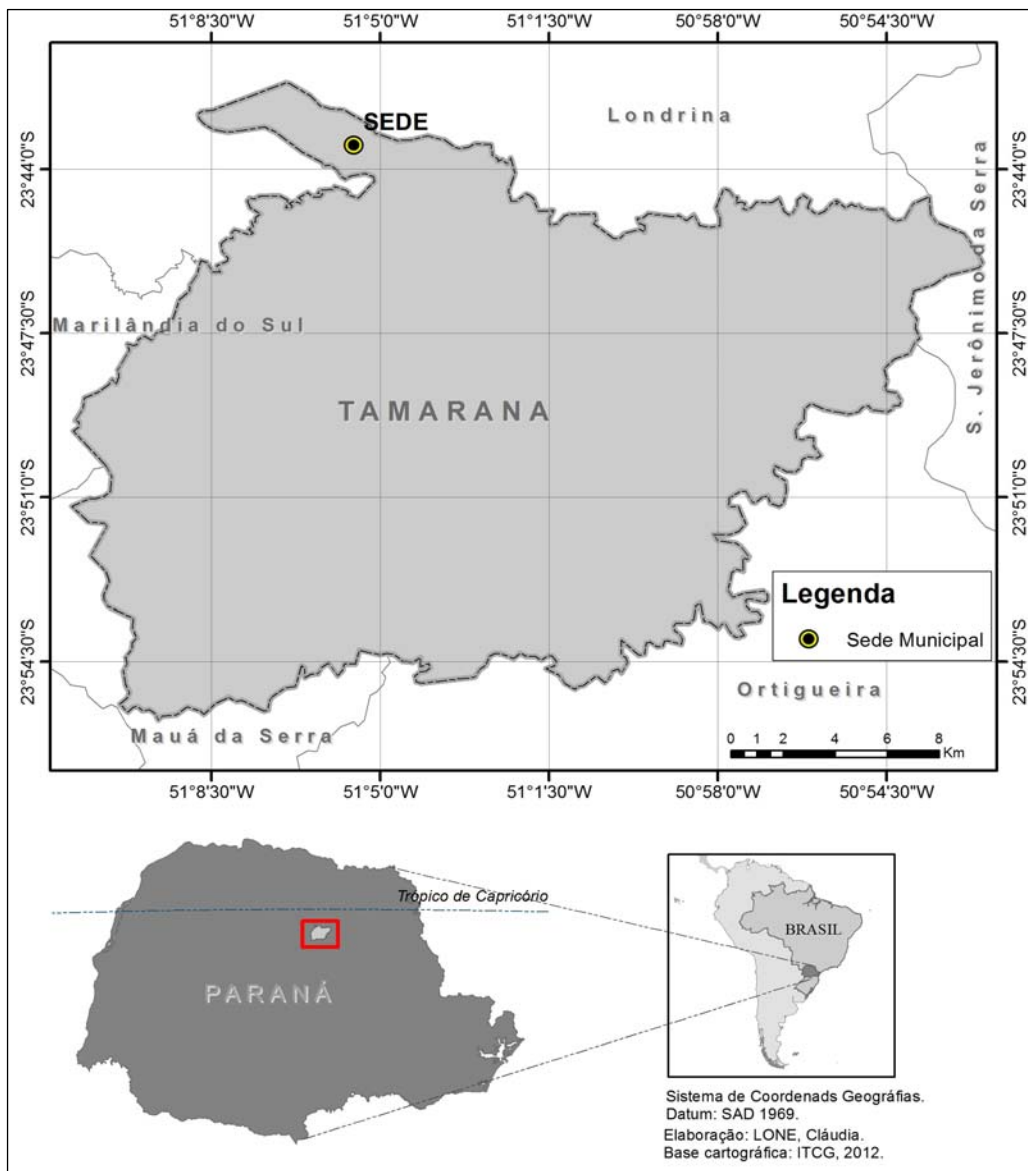 51°8'30"W
51°5'0"W
51°1'30"W
50°58'0"W
50°54'30"W
Londrina
SEDE
23°44'0"S
23°44'0"S
S. Jerônimo da Serra
Marilândia do Sul
23°47'30"S
23°47'30"S
TAMARANA
23°51'0"S
23°51'0"S
Legenda
Sede Municipal
23°54'30"S
23°54'30"S
Ortigueira
Mauá da Serra
0 1 2 4 6 8
Km
51°8'30"W
51°5'0"W
51°1'30"W
50°58'0"W
50°54'30"W
Trópico de Capricório
BRASIL
PARANÁ
Sistema de Coordenads Geográfias.
Datum: SAD 1969.
Elaboração: LONE, Cláudia.
Base cartográfica: ITCG, 2012.